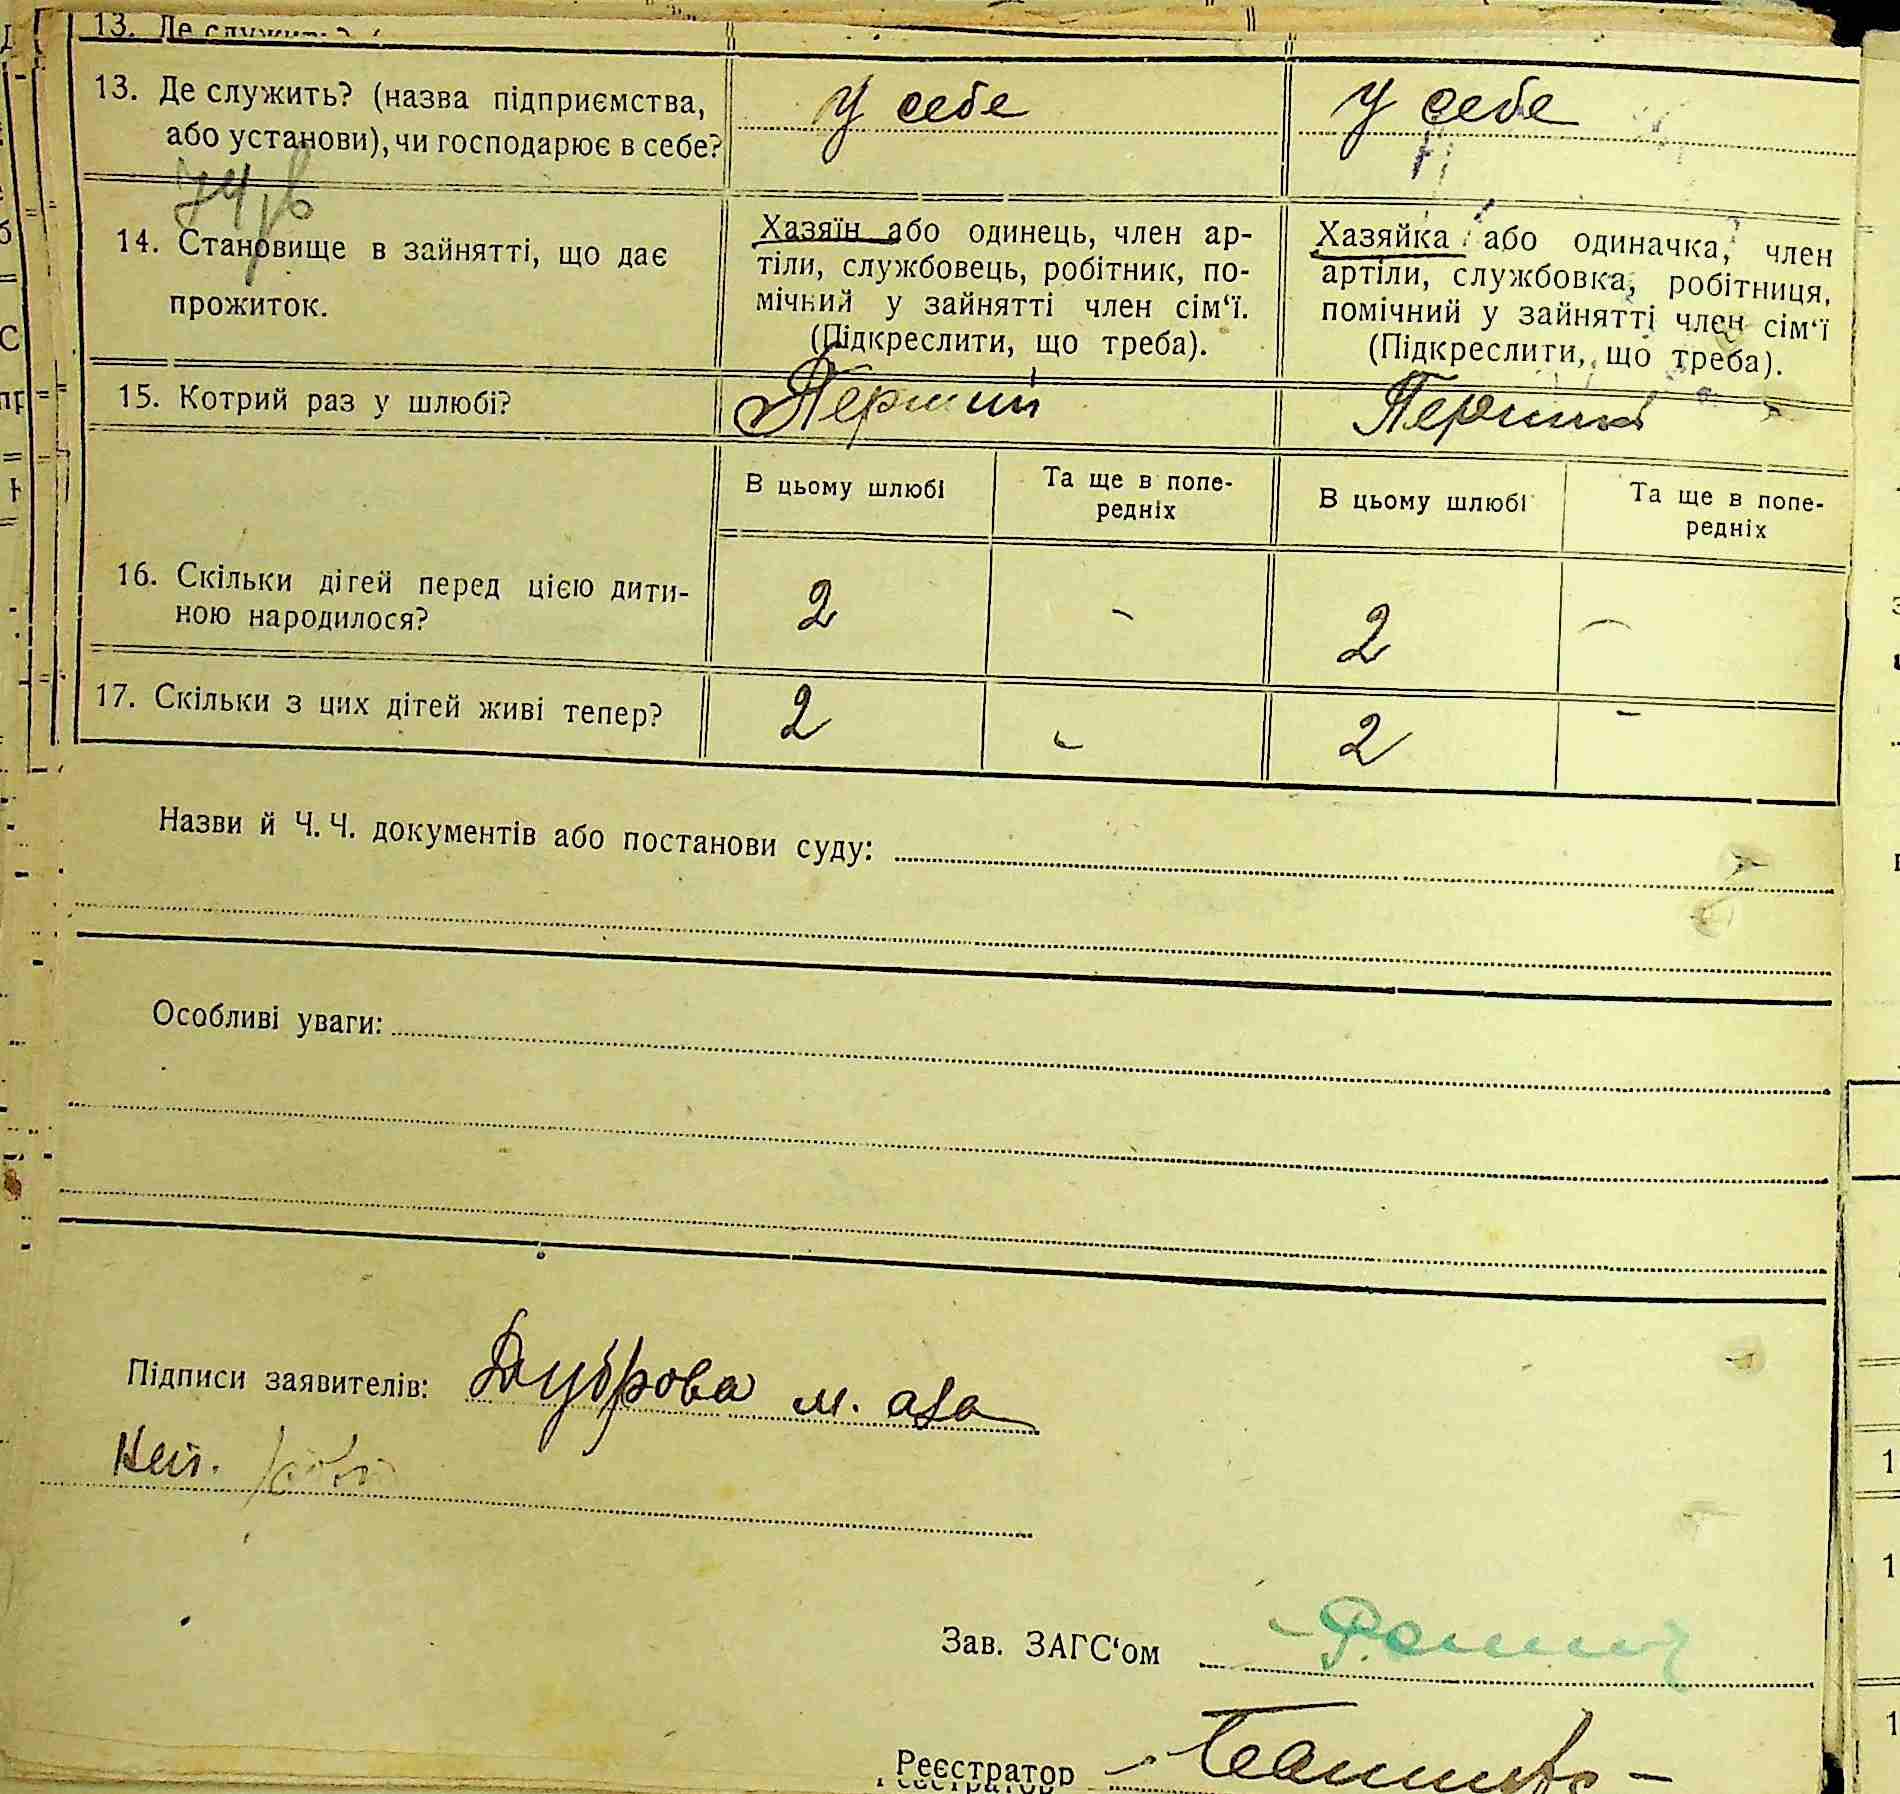 13. Де служить? (назва підприємства, або установи), чи господарює в себе?
У себе
У себе
14. Становище в зайнятті, що дає прожиток.
Хазяїн або одинець, член ар-
тіли, службовець, робітник, по-
мічний у зайнятті член сім‘ї.
(Підкреслити, що треба).
Хазяйка або одиначка, член
артіли, службовка, робітниця,
помічний у зайнятті член сім‘ї
(Підкреслити, що треба).
15. Котрий раз у шлюбі?
Перший
В цьому шлюбі
Та ще в попе-
редніх
В цьому шлюбі
Та ще в попе-
редніх
16. Скільки дітей перед цією дити-
ною народилося?
2 - 2 -
17. Скільки з цих дітей живі тепер?
2 - 2 -
Назви й Ч. Ч. документів або постанови суду:
Особливі уваги:
Підписи заявителів: Дуброва м.
Зав. ЗАГС‘ом
Реєстратор